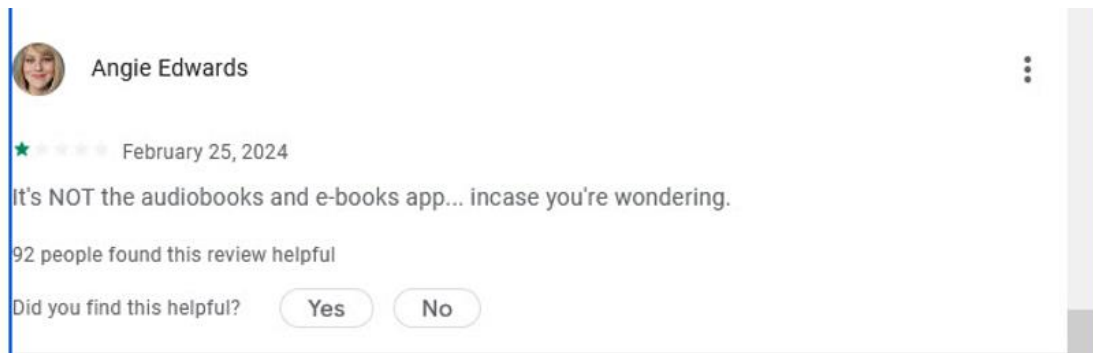 Angie Edwards
February 25, 2024
It's NOT the audiobooks and e-books app... incase you're wondering.
92 people found this review helpful
Did you find this helpful? Yes No